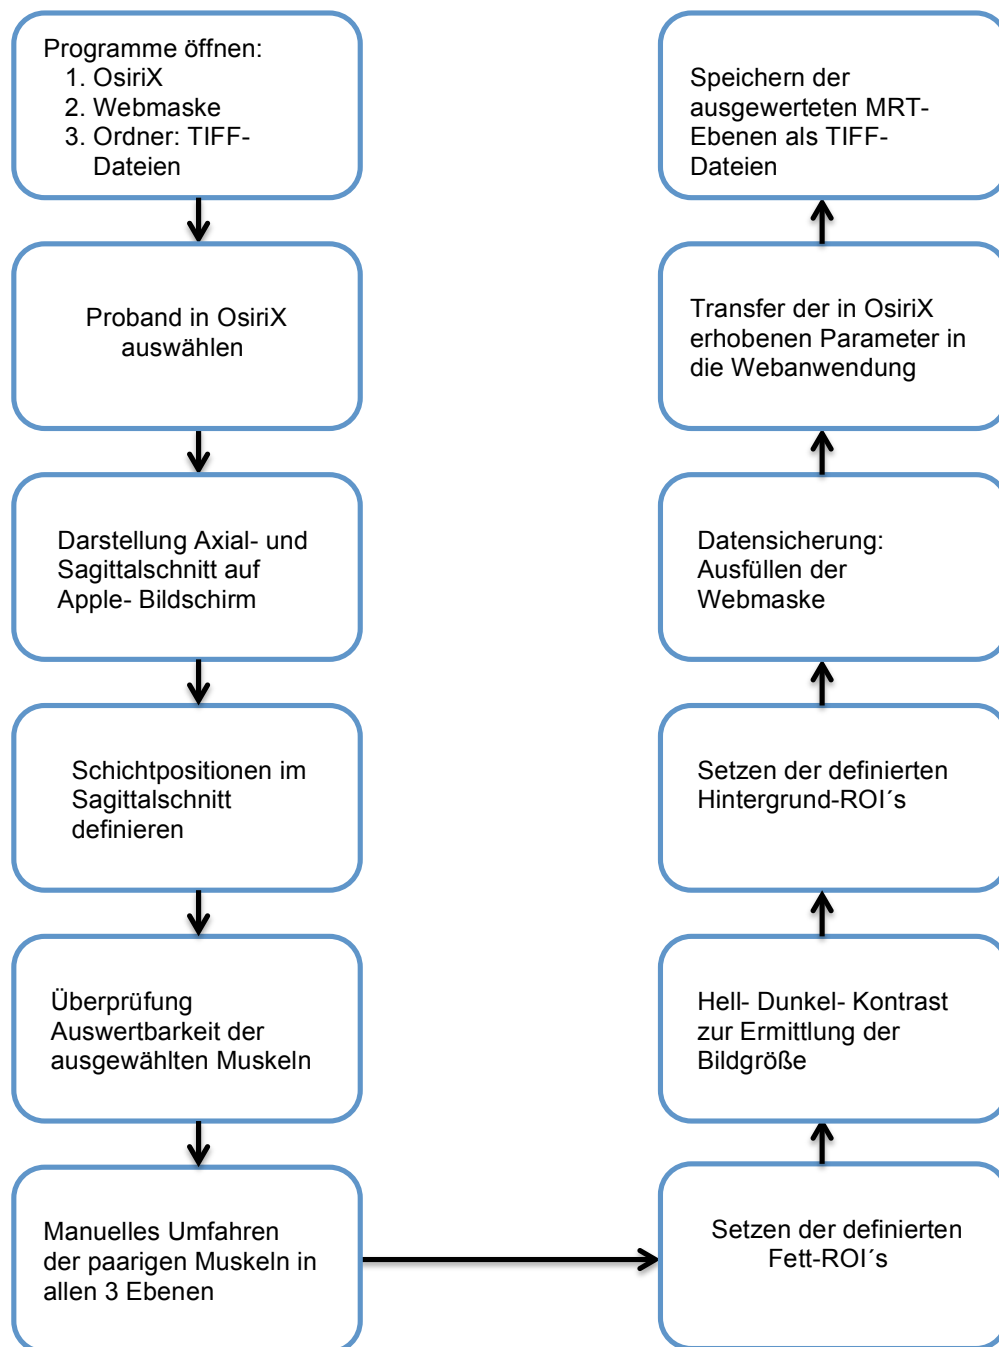 Programme öffnen:
1. OsiriX
2. Webmaske
3. Ordner: TIFF-
Dateien
Proband in OsiriX
auswählen
Darstellung Axial- und
Sagittalschnitt auf
Apple- Bildschirm
Schichtpositionen im
Sagittalschnitt
definieren
Überprüfung
Auswertbarkeit der
ausgewählten Muskeln
Manuelles Umfahren
der paarigen Muskeln in
allen 3 Ebenen
Setzen der definierten
Fett-ROI´s
Hell- Dunkel- Kontrast
zur Ermittlung der
Bildgröße
Setzen der definierten
Hintergrund-ROI´s
Datensicherung:
Ausfüllen der
Webmaske
Transfer der in OsiriX
erhobenen Parameter in
die Webanwendung
Speichern der
ausgewerteten MRT-
Ebenen als TIFF-
Dateien